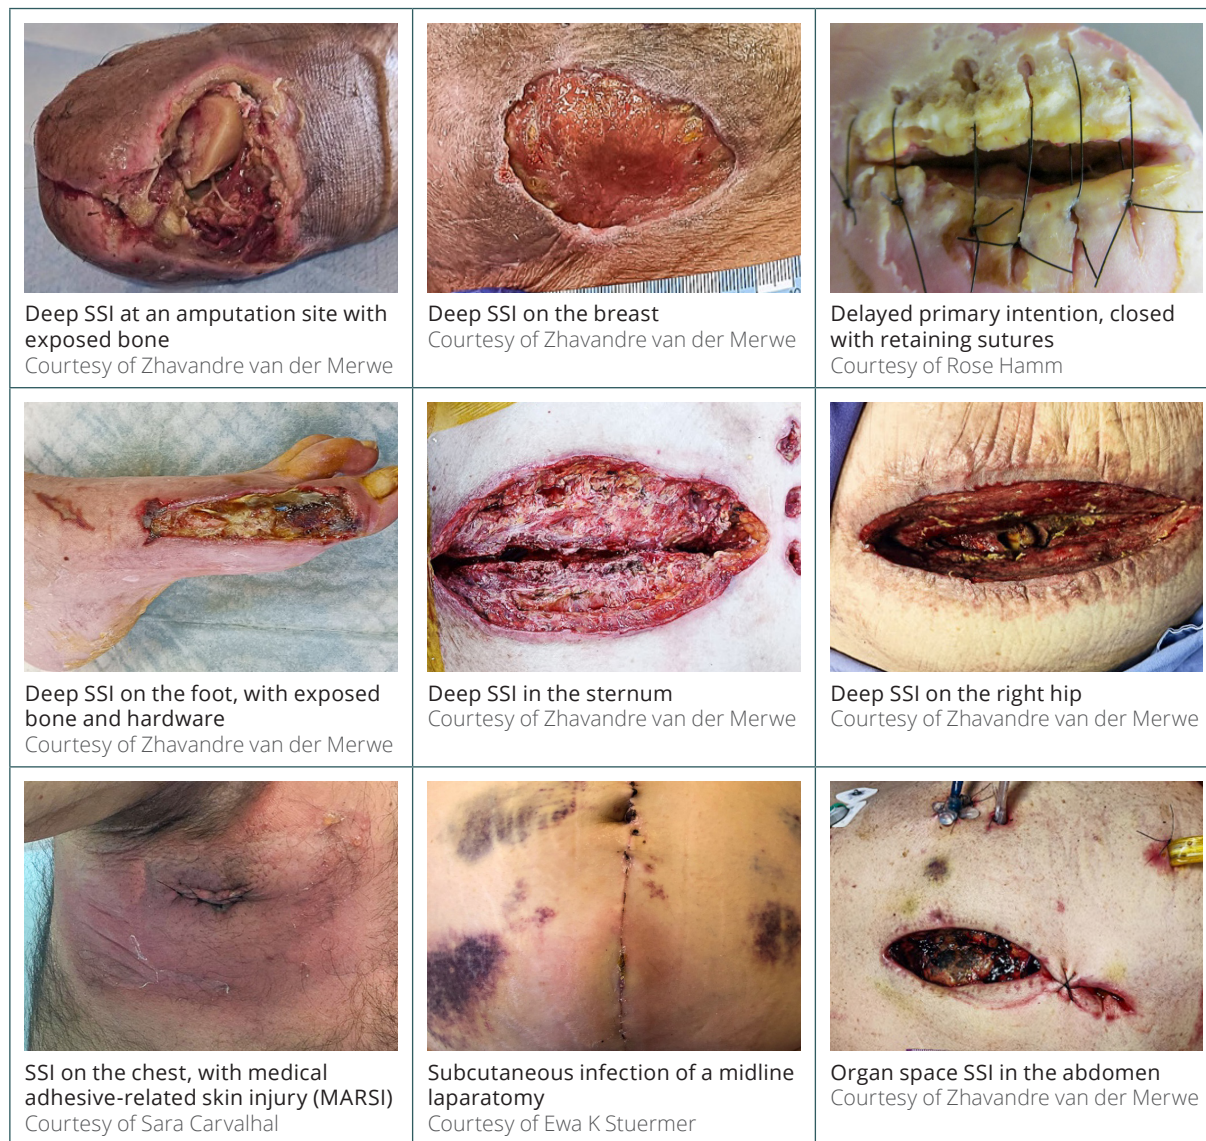 Deep SSI at an amputation site with
exposed bone
Courtesy of Zhavandre van der Merwe
Deep SSI on the breast
Courtesy of Zhavandre van der Merwe
Delayed primary intention, closed
with retaining sutures
Courtesy of Rose Hamm
Deep SSI on the foot, with exposed
bone and hardware
Courtesy of Zhavandre van der Merwe
Deep SSI in the sternum
Courtesy of Zhavandre van der Merwe
Deep SSI on the right hip
Courtesy of Zhavandre van der Merwe
SSI on the chest, with medical
adhesive-related skin injury (MARSI)
Courtesy of Sara Carvalhal
Subcutaneous infection of a midline
laparatomy
Courtesy of Ewa K Stuermer
Organ space SSI in the abdomen
Courtesy of Zhavandre van der Merwe